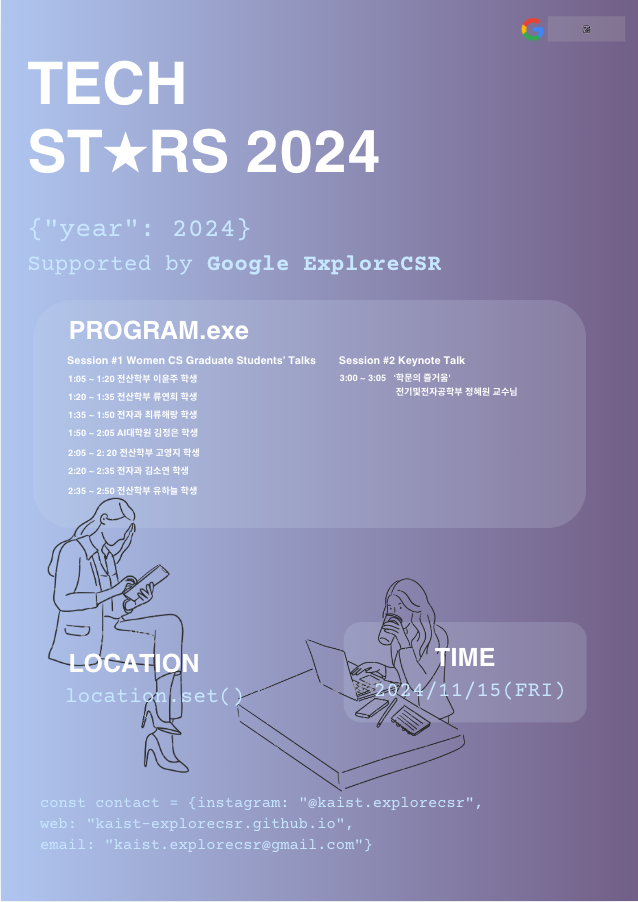 TECH
ST★RS 2024
{"year": 2024}
Supported by Google ExploreCSR
PROGRAM.exe
Session #1 Women CS Graduate Students' Talks
1:05 – 1:20 전산학부 이윤주 학생
1:20 – 1:35 전산학부 류연희 학생
1:35 – 1:50 전자과 최류해랑 학생
1:50 – 2:05 AI대학원 김정은 학생
2:05 – 2: 20 전산학부 고영지 학생
2:20 – 2:35 전자과 김소연 학생
2:35 – 2:50 전산학부 유하늘 학생
Session #2 Keynote Talk
3:00 – 3:05 '학문의 즐거움'
전기및전자공학부 정혜원 교수님
LOCATION
location.set()
TIME
2024/11/15(FRI)
const contact = {instagram: "@kaist.explorecsr",
web: "kaist-explorecsr.github.io",
email: "kaist.explorecsr@gmail.com"}